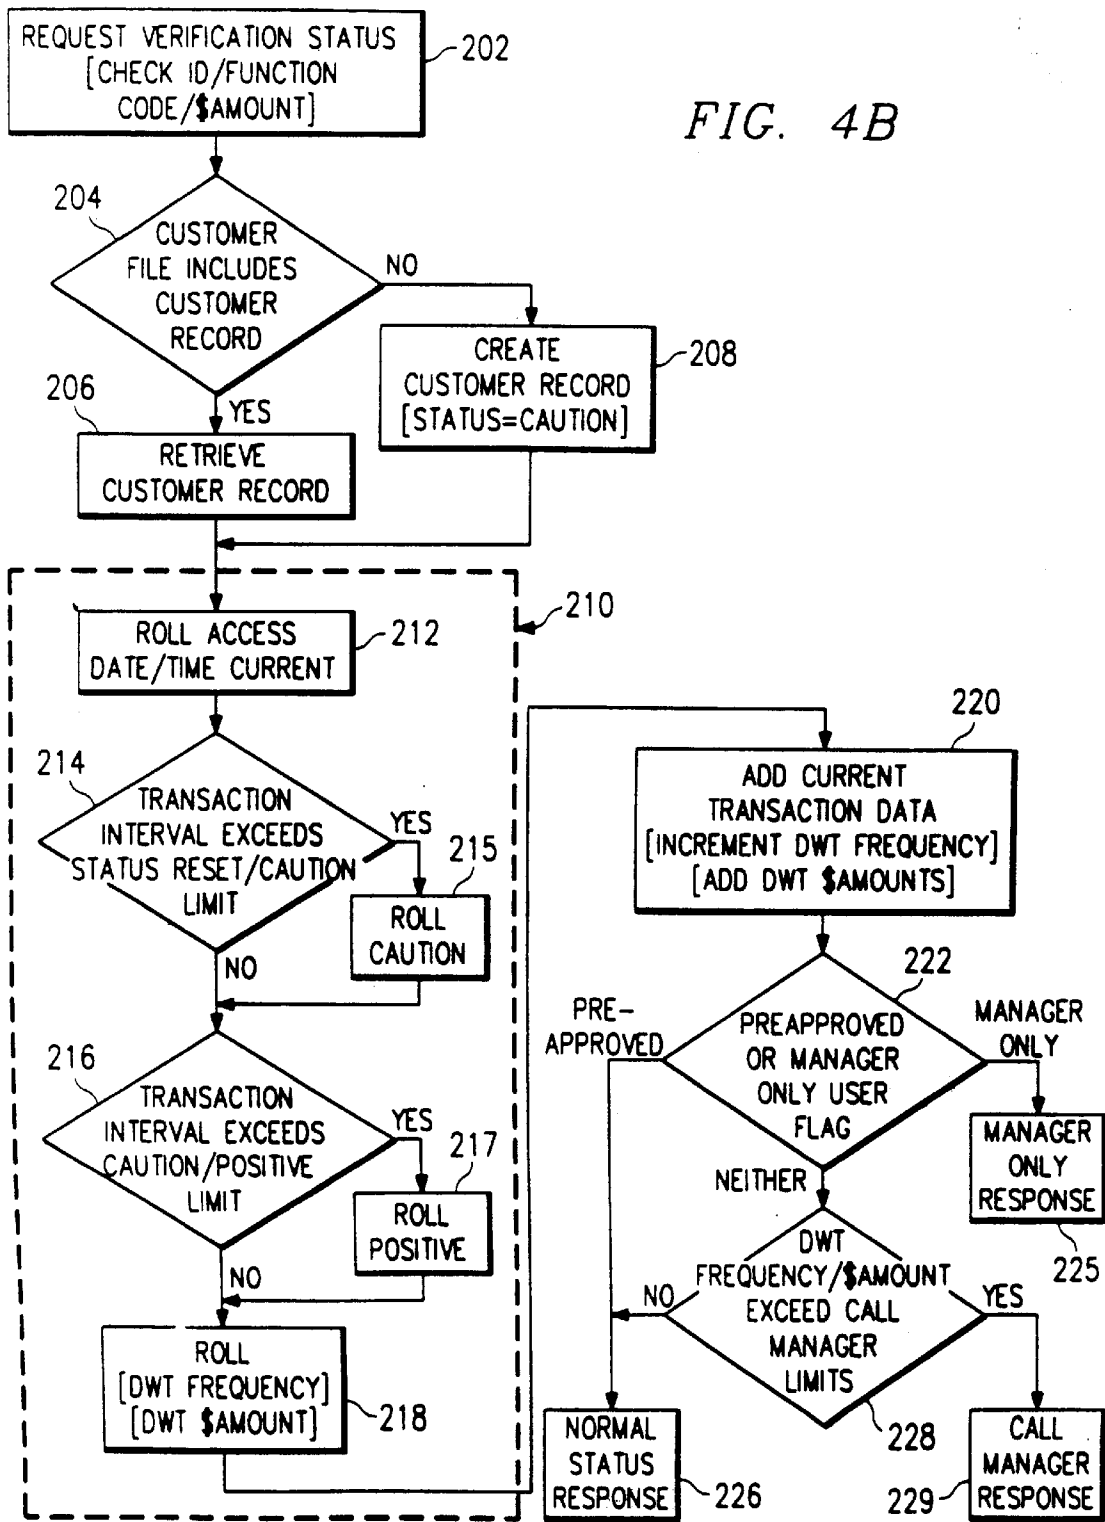 REQUEST VERIFICATION STATUS
[CHECK ID/FUNCTION
CODE/$AMOUNT]
202
FIG. 4B
204
CUSTOMER
FILE INCLUDES
CUSTOMER
RECORD
NO
YES
CREATE
CUSTOMER RECORD
[STATUS=CAUTION]
208
206
RETRIEVE
CUSTOMER RECORD
210
ROLL ACCESS
DATE/TIME CURRENT
212
214
TRANSACTION
INTERVAL EXCEEDS
STATUS RESET/CAUTION
LIMIT
YES
NO
215
ROLL
CAUTION
216
TRANSACTION
INTERVAL EXCEEDS
CAUTION/POSITIVE
LIMIT
YES
NO
217
ROLL
POSITIVE
ROLL
[DWT FREQUENCY]
[DWT $AMOUNT]
218
220
ADD CURRENT
TRANSACTION DATA
[INCREMENT DWT FREQUENCY]
[ADD DWT $AMOUNTS]
222
PRE-
APPROVED
PREAPPROVED
OR MANAGER
ONLY USER
FLAG
MANAGER
ONLY
NEITHER
MANAGER
ONLY
RESPONSE
225
DWT
FREQUENCY/$AMOUNT
EXCEED CALL
MANAGER
LIMITS
NO
YES
228
NORMAL
STATUS
RESPONSE
226
CALL
MANAGER
RESPONSE
229